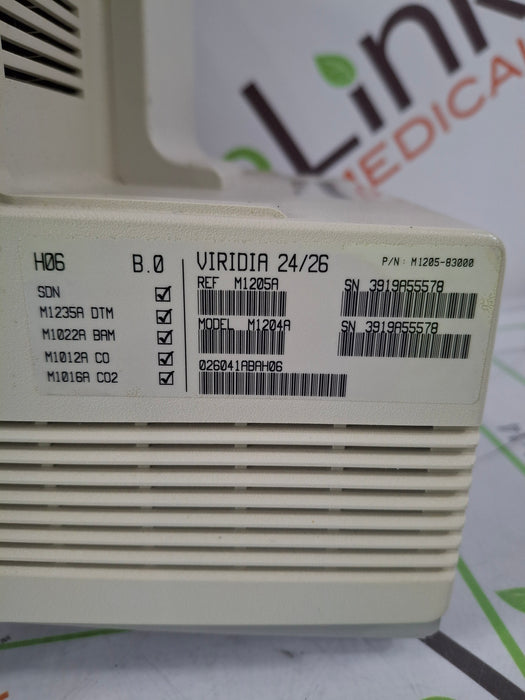 Link
MEDICAL
H06 B.0
SDN
M1235A DTM
M1022A BAM
M1012A CO
M1016A CO2
VIRIDIA 24/26 P/N: M1205-83000
REF M1205A SN 3919A55578
MODEL M1204A SN 3919A55578
026041ABAH06